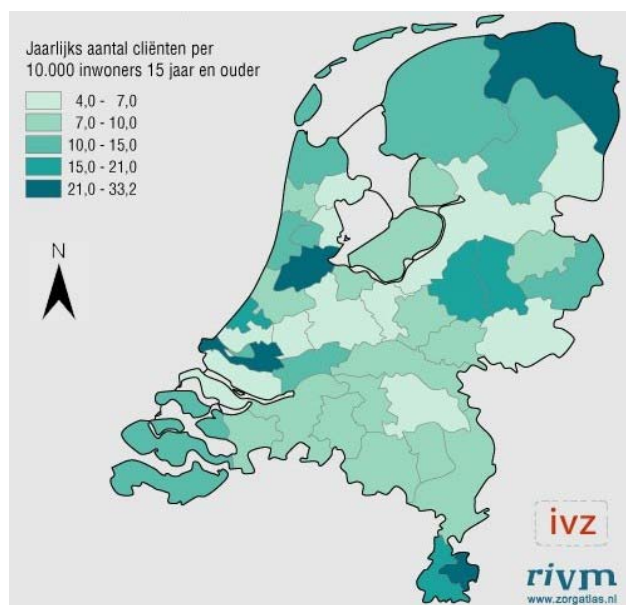 Jaarlijks aantal cliënten per
10.000 inwoners 15 jaar en ouder
4,0 - 7,0
7,0 - 10,0
10,0 - 15,0
15,0 - 21,0
21,0 - 33,2
N
ivz
rivm
www.zorgatlas.nl